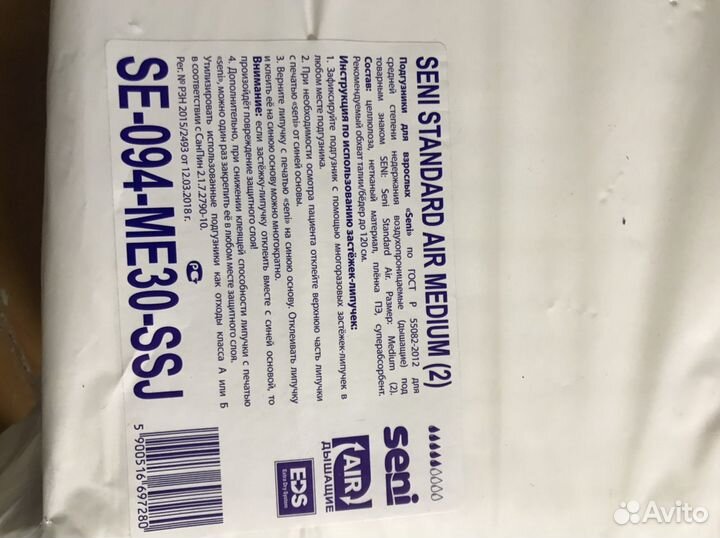 SENI STANDARD AIR MEDIUM (2)
Подгузники для взрослых «Seni» по ГОСТ Р 55082-2012 для
средней степени недержания воздухопроницаемые (дышащие) под
товарным знаком SENI: Seni Standard Air. Размер: Medium (2).
Состав: целлюлоза, нетканый материал, плёнка ПЭ, суперабсорбент.
Рекомендуемый обхват талии/бёдер до 120 см.
Инструкция по использованию застёжек-липучек:
1. Зафиксируйте подгузник с помощью многоразовых застёжек-липучек в
любом месте подгузника.
2. При необходимости осмотра пациента отклейте верхнюю часть липучки
с печатью «seni» от синей основы.
3. Верните липучку с печатью «seni» на синюю основу. Отклеивать липучку
и клеить её на синюю основу можно многократно.
Внимание: если застёжку-липучку отклеить вместе с синей основой, то
произойдёт повреждение защитного слоя!
4. Дополнительно, при снижении клеящей способности липучки с печатью
«seni», можно один раз закрепить её в любом месте защитного слоя.
Утилизировать использованные подгузники как отходы класса А или Б
в соответствии с СанПин 2.1.7.2790-10.
Рег. № РЗН 2015/2493 от 12.03.2018 г.
SE-094-ME30-SSJ
seni
AIR
ДЫШАЩИЕ
EDS
Extra Dry System
5 900516 697280
Avito